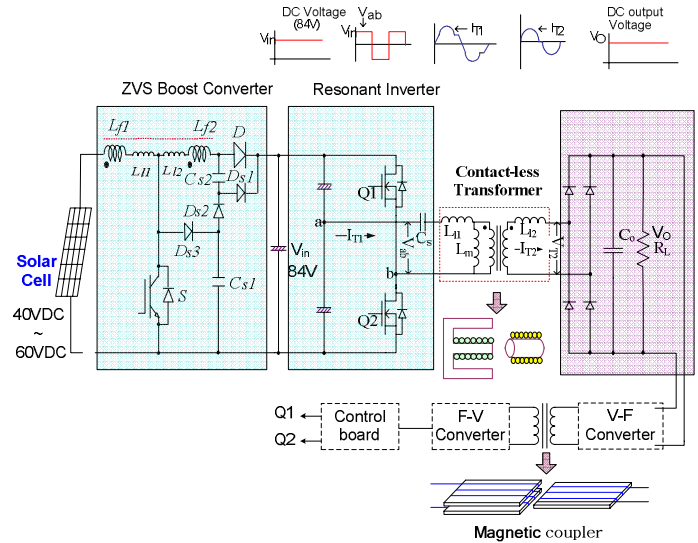 DC Voltage
(84V)
Vin
Vab
Vin
IT1
IT2
DC output
Voltage
VO
ZVS Boost Converter
Resonant Inverter
Lf1
Lf2
D
Ll1
Ll2
Cs2
Ds1
Ds2
Ds3
Cs1
S
Solar
Cell
40VDC
~
60VDC
Vin
84V
Q1
a
IT1
Vab
Cs
b
Q2
Contact-less
Transformer
Ll1
Lm
Ll2
IT2
VT2
Co
VO
RL
Q1
Q2
Control
board
F-V
Converter
V-F
Converter
Magnetic coupler